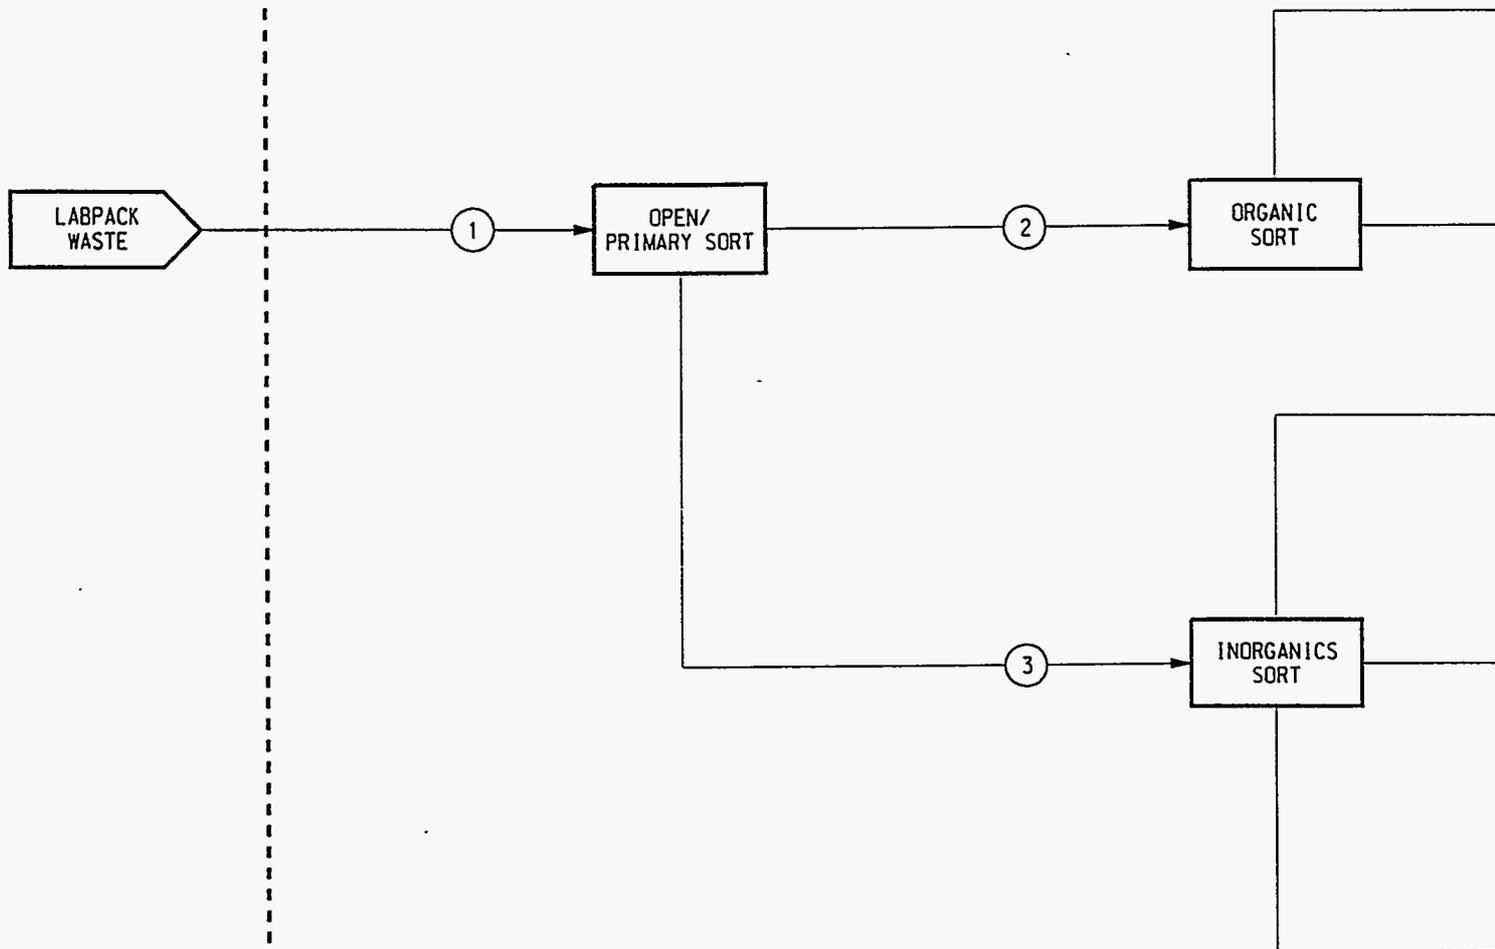 LABPACK
WASTE
1
OPEN/
PRIMARY SORT
2
ORGANIC
SORT
3
INORGANICS
SORT